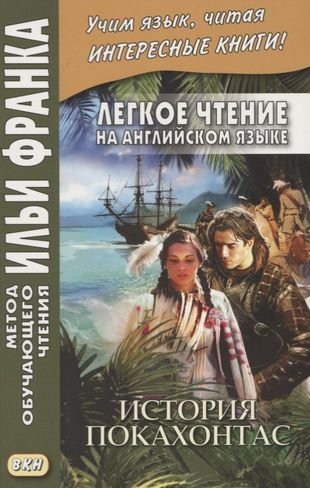 Учим язык, читая
ИНТЕРЕСНЫЕ КНИГИ!
МЕТОД
ОБУЧАЮЩЕГО
ЧТЕНИЯ
ИЛЬИ ФРАНКА
ЛЕГКОЕ ЧТЕНИЕ
НА АНГЛИЙСКОМ ЯЗЫКЕ
ИСТОРИЯ
ПОКАХОНТАС
ВКН